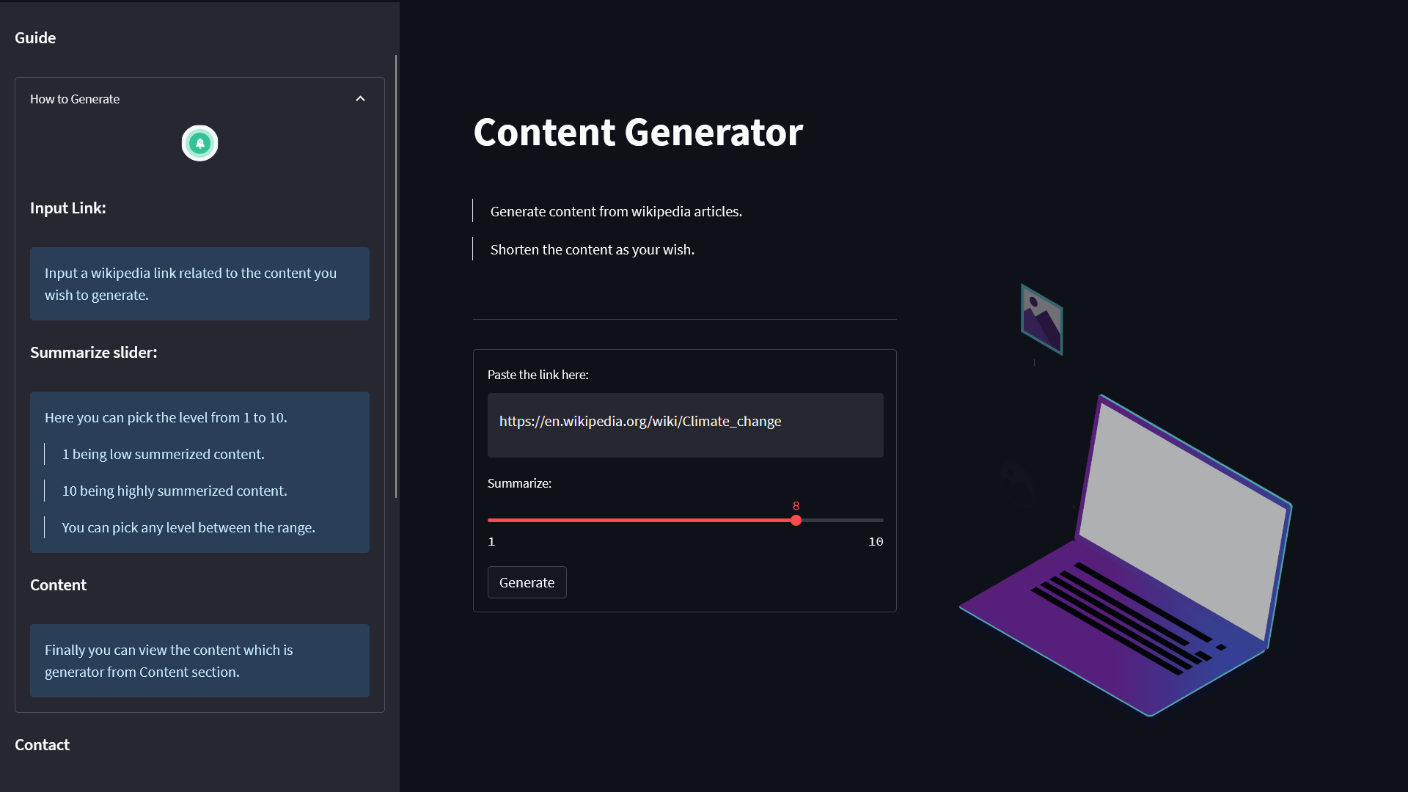 Guide
How to Generate
Input Link:
Input a wikipedia link related to the content you
wish to generate.
Summarize slider:
Here you can pick the level from 1 to 10.
1 being low summerized content.
10 being highly summerized content.
You can pick any level between the range.
Content
Finally you can view the content which is
generator from Content section.
Contact
Content Generator
Generate content from wikipedia articles.
Shorten the content as your wish.
Paste the link here:
https://en.wikipedia.org/wiki/Climate_change
Summarize:
8
1 10
Generate